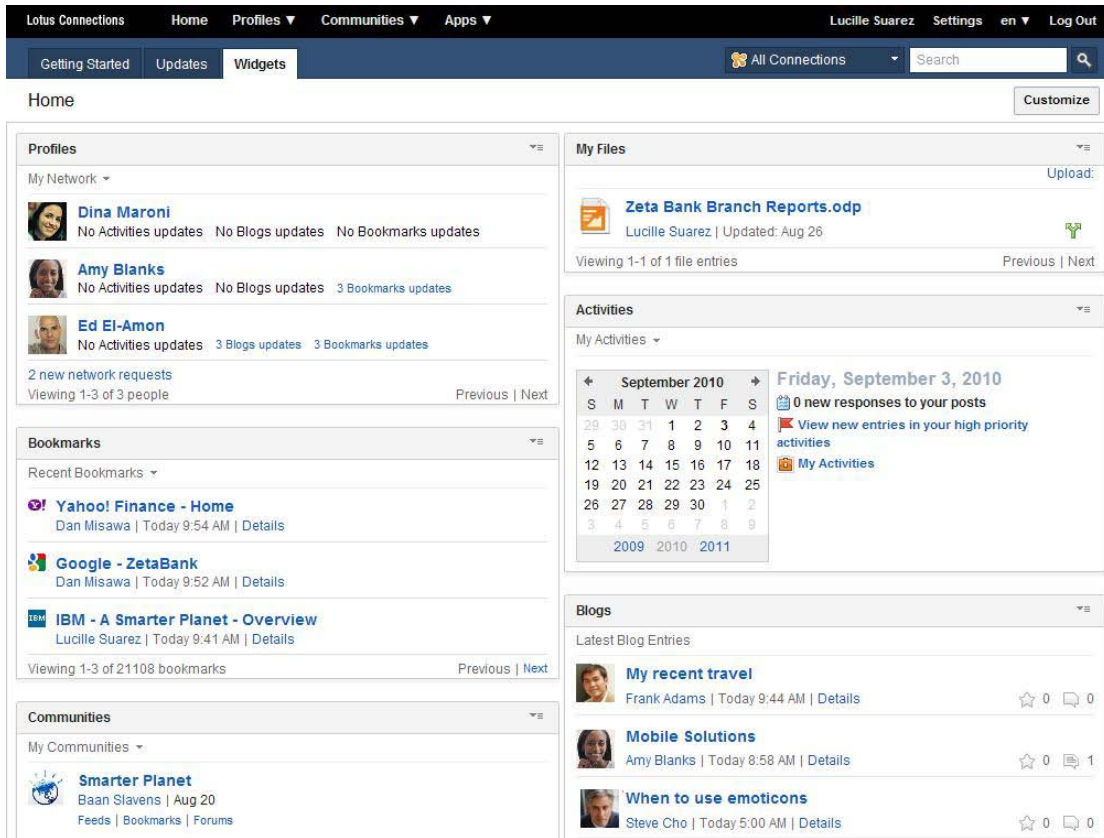 Lotus Connections Home Profiles ▼ Communities ▼ Apps ▼ Lucille Suarez Settings en ▼ Log Out
Getting Started Updates Widgets All Connections Search
Home Customize
Profiles
My Network
Dina Maroni
No Activities updates No Blogs updates No Bookmarks updates
Amy Blanks
No Activities updates No Blogs updates 3 Bookmarks updates
Ed El-Amon
No Activities updates 3 Blogs updates 3 Bookmarks updates
2 new network requests
Viewing 1-3 of 3 people Previous | Next
Bookmarks
Recent Bookmarks
Yahoo! Finance - Home
Dan Misawa | Today 9:54 AM | Details
Google - ZetaBank
Dan Misawa | Today 9:52 AM | Details
IBM IBM - A Smarter Planet - Overview
Lucille Suarez | Today 9:41 AM | Details
Viewing 1-3 of 21108 bookmarks Previous | Next
Communities
My Communities
Smarter Planet
Baan Slavens | Aug 20
Feeds | Bookmarks | Forums
My Files
Upload:
Zeta Bank Branch Reports.odp
Lucille Suarez | Updated: Aug 26
Viewing 1-1 of 1 file entries Previous | Next
Activities
My Activities
September 2010
S M T W T F S
29 30 31 1 2 3 4
5 6 7 8 9 10 11
12 13 14 15 16 17 18
19 20 21 22 23 24 25
26 27 28 29 30 1 2
3 4 5 6 7 8 9
2009 2010 2011
Friday, September 3, 2010
0 new responses to your posts
View new entries in your high priority
activities
My Activities
Blogs
Latest Blog Entries
My recent travel
Frank Adams | Today 9:44 AM | Details 0 0
Mobile Solutions
Amy Blanks | Today 8:58 AM | Details 0 1
When to use emoticons
Steve Cho | Today 5:00 AM | Details 0 0